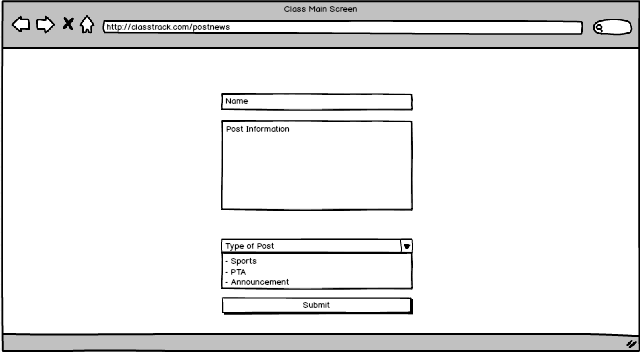 Class Main Screen
http://classtrack.com/postnews
Name
Post Information
Type of Post
- Sports
- PTA
- Announcement
Submit